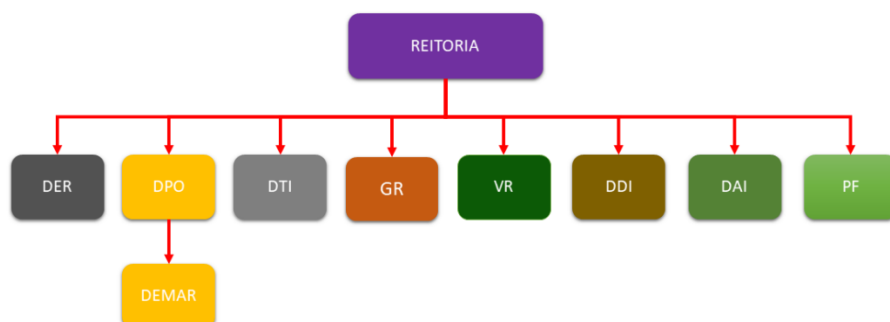 REITORIA
DER
DPO
DTI
GR
VR
DDI
DAI
PF
DEMAR